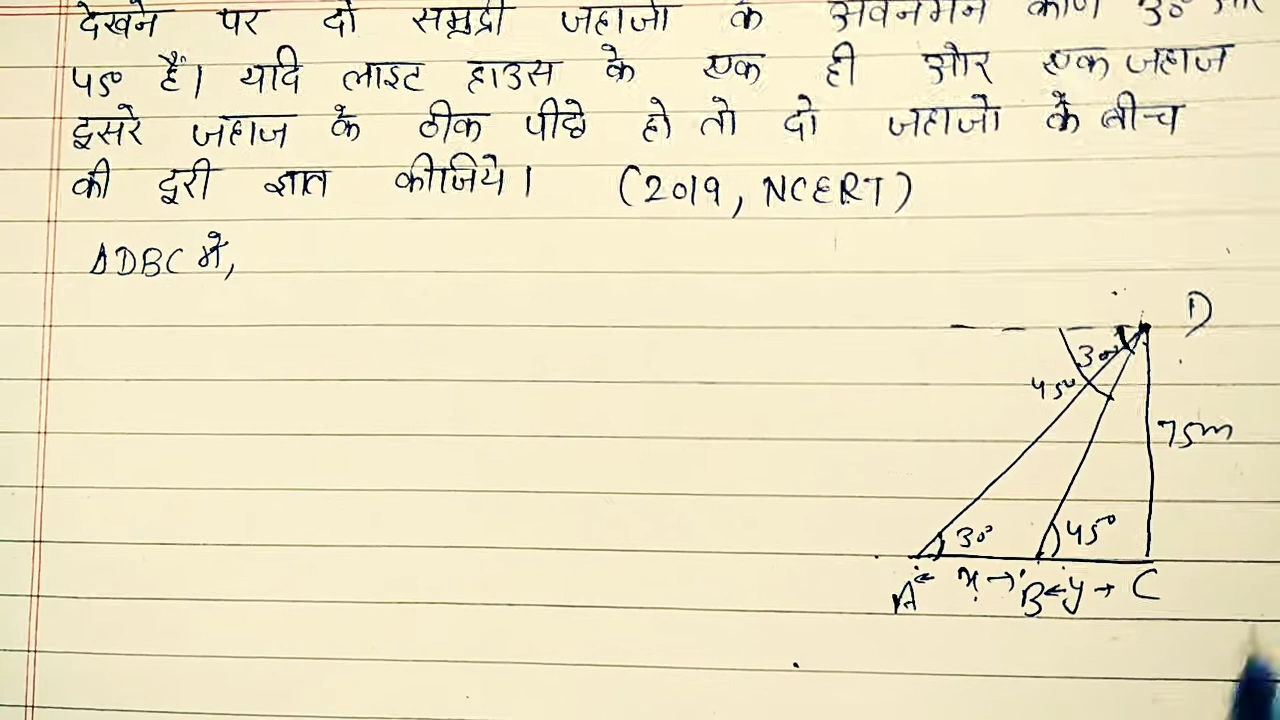 देखने पर दो समुद्री जहाजों के अवनमन कोण 30° और
45° हैं। यदि लाइट हाउस के एक ही ओर एक जहाज
दूसरे जहाज के ठीक पीछे हो तो दो जहाजो के बीच
की दूरी ज्ञात कीजिये। (2019, NCERT)
ΔDBC में,
D
30°
45°
75m
30°
45°
A ← x → B ← y → C